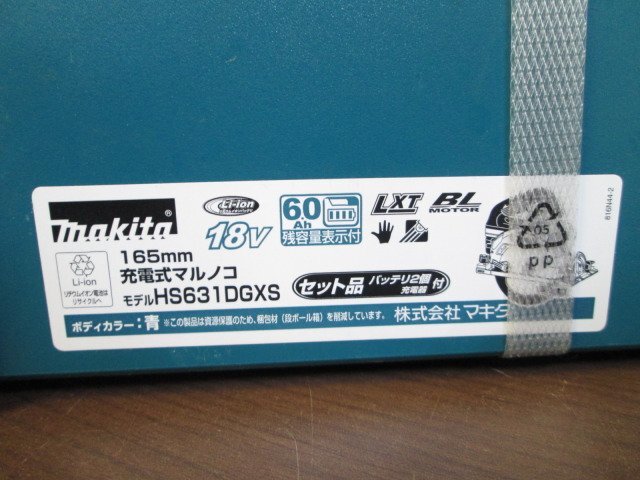 makita®
Li-ion
18V
60
Ah
残容量表示付
LXT
BL
MOTOR
Li-ion
リチウムイオン電池は
リサイクルへ
165mm
充電式マルノコ
モデルHS631DGXS
セット品 バッテリ2個 充電器 付
ボディカラー:青 ※この製品は資源保護のため、梱包材(段ボール箱)を削減しています。 株式会社マキタ
05
PP
816N44-2